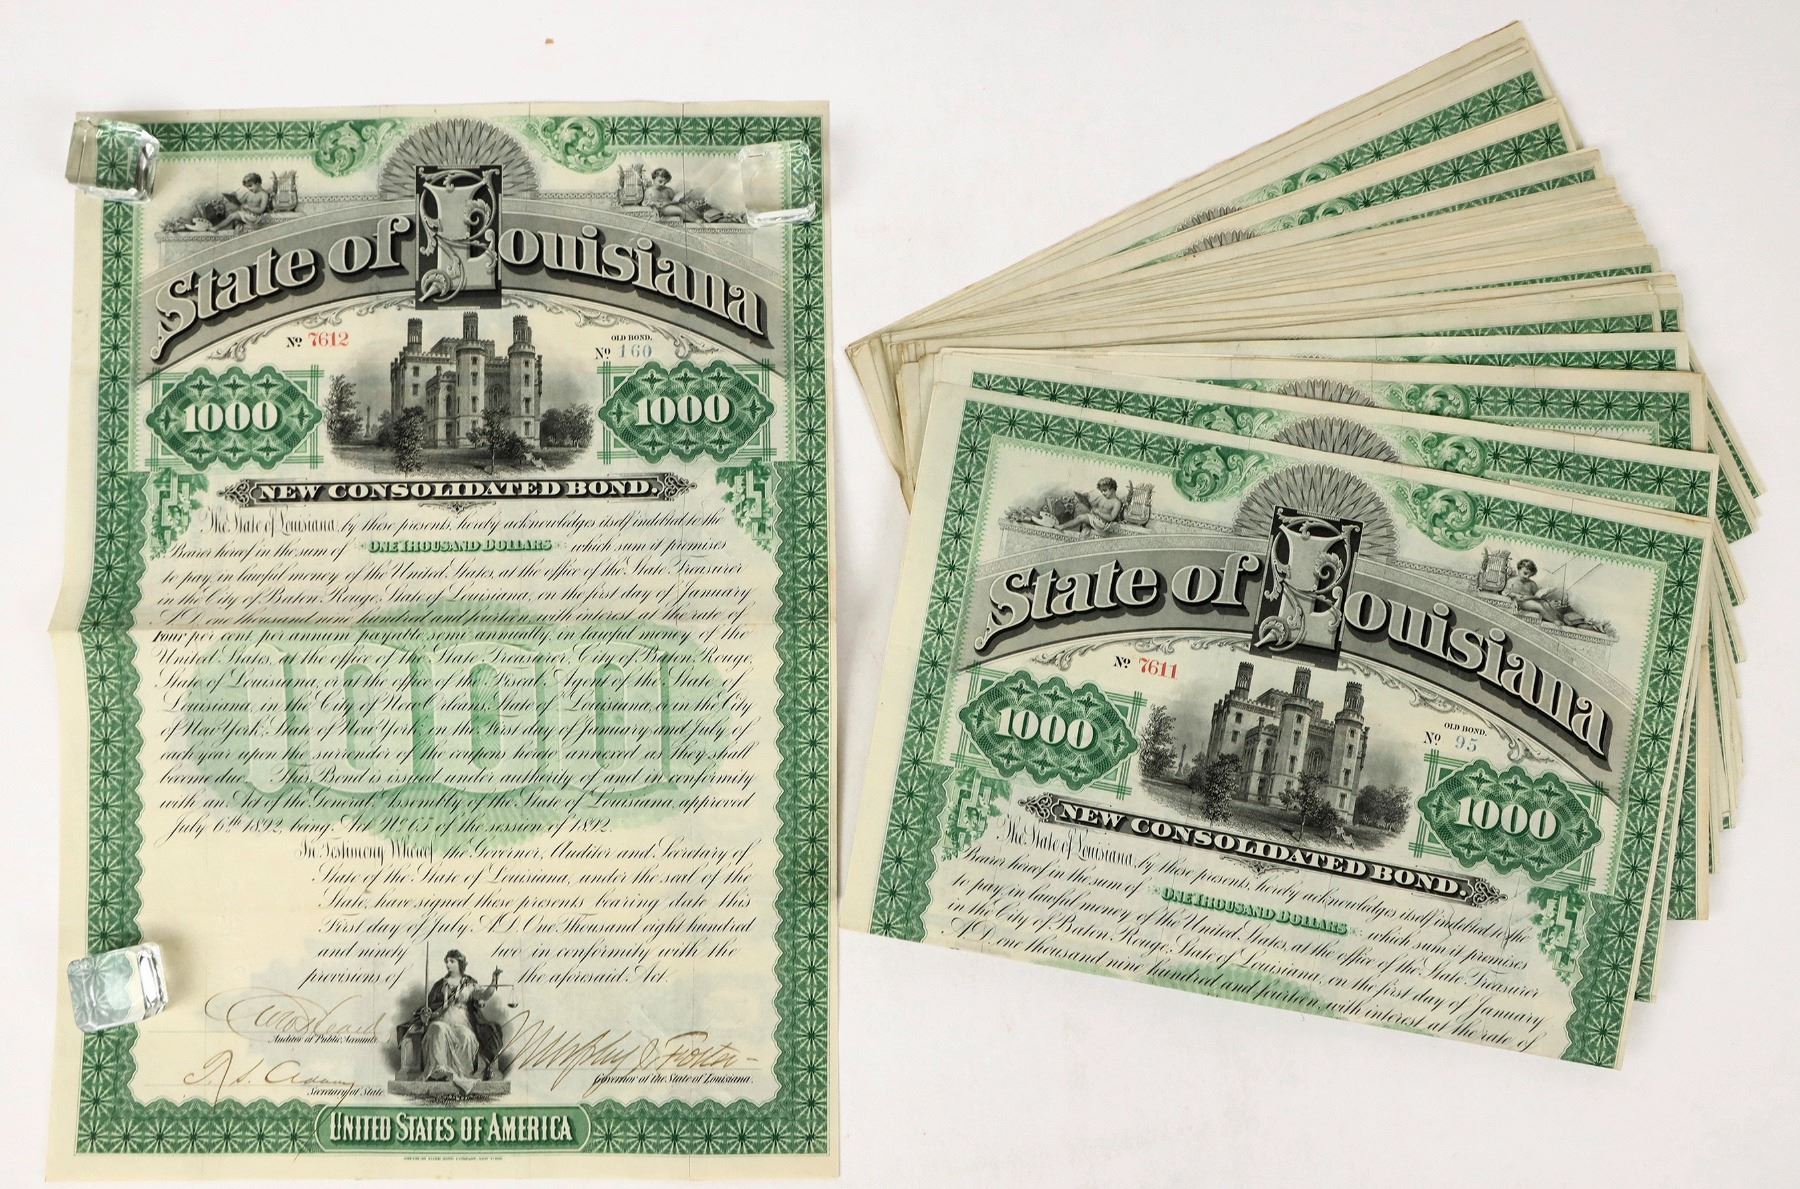 State of Louisiana
No 7612
OLD BOND.
No 160
1000
1000
NEW CONSOLIDATED BOND.
The State of Louisiana, by these presents, hereby acknowledges itself indebted to the
Bearer hereof in the sum of ONE THOUSAND DOLLARS which sum it promises
to pay, in lawful money of the United States, at the office of the State Treasurer
in the City of Baton Rouge, State of Louisiana, on the first day of January
A.D. one thousand nine hundred and fourteen, with interest at the rate of
four per cent. per annum payable semi annually, in lawful money of the
United States, at the office of the State Treasurer, City of Baton Rouge,
State of Louisiana, or at the office of the Fiscal Agent of the State of
Louisiana, in the City of New Orleans, State of Louisiana, or in the City
of New York, State of New York on the first day of January and July of
each year upon the surrender of the coupons hereto annexed as they shall
become due. This Bond is issued under authority of and in conformity
with an Act of the General Assembly of the State of Louisiana, approved
July 6th 1892, being Act No 65 of the session of 1892.
1000
In Testimony Whereof the Governor, Auditor and Secretary of
State of the State of Louisiana, under the seal of the
State, have signed these presents bearing date this
First day of July A.D. One Thousand eight hundred
and ninety two in conformity with the
provisions of the aforesaid Act.
Auditor of Public Accounts.
Murphy J. Foster
Governor of the State of Louisiana.
T. S. Adams
Secretary of State
UNITED STATES OF AMERICA
State of Louisiana
No 7611
OLD BOND.
No 95
1000
1000
NEW CONSOLIDATED BOND.
The State of Louisiana, by these presents, hereby acknowledges itself indebted to the
Bearer hereof in the sum of ONE THOUSAND DOLLARS which sum it promises
to pay, in lawful money of the United States, at the office of the State Treasurer
in the City of Baton Rouge, State of Louisiana, on the first day of January
A.D. one thousand nine hundred and fourteen, with interest at the rate of